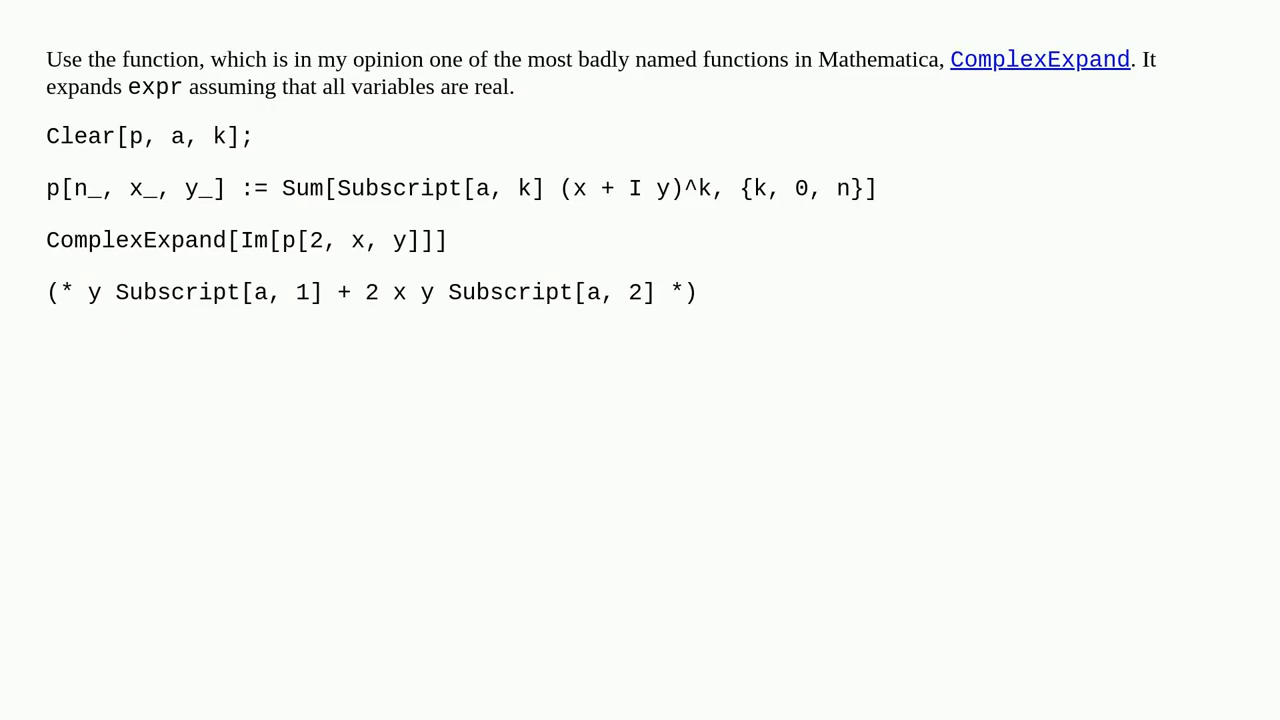 Use the function, which is in my opinion one of the most badly named functions in Mathematica, ComplexExpand. It
expands expr assuming that all variables are real.
Clear[p, a, k];
p[n_, x_, y_] := Sum[Subscript[a, k] (x + I y)^k, {k, 0, n}]
ComplexExpand[Im[p[2, x, y]]]
(* y Subscript[a, 1] + 2 x y Subscript[a, 2] *)